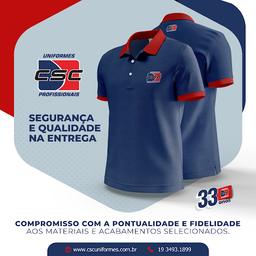 UNIFORMES
CSC
PROFISSIONAIS
SEGURANÇA
E QUALIDADE
NA ENTREGA
33
anos
COMPROMISSO COM A PONTUALIDADE E FIDELIDADE
AOS MATERIAIS E ACABAMENTOS SELECIONADOS.
www.cscuniformes.com.br 19 3493.1899